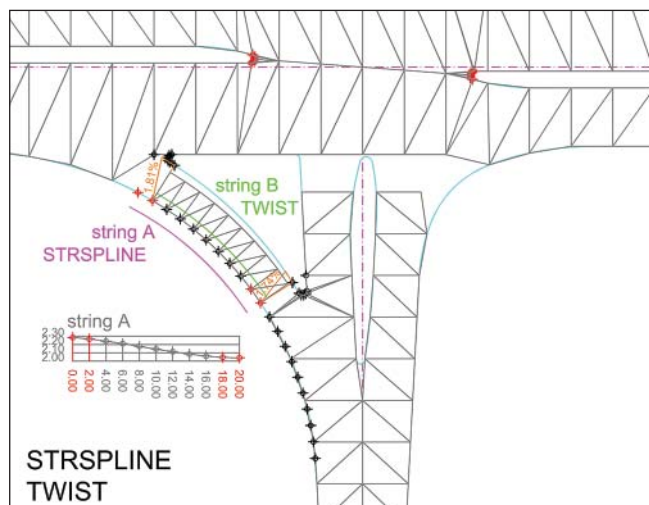 1.81%
string B
TWIST
string A
STRSPLINE
string A
2.30
2.20
2.10
2.00
0.00
2.00
4.00
6.00
8.00
10.00
12.00
14.00
16.00
18.00
20.00
STRSPLINE
TWIST